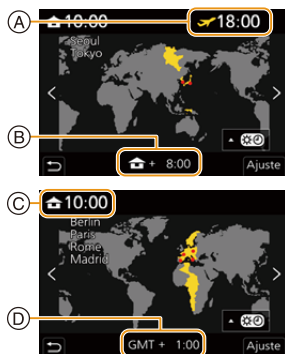 A
10:00
18:00
Seoul
Tokyo
B
+ 8:00
Ajuste
C
10:00
Berlin
Paris
Rome
Madrid
D
GMT + 1:00
Ajuste